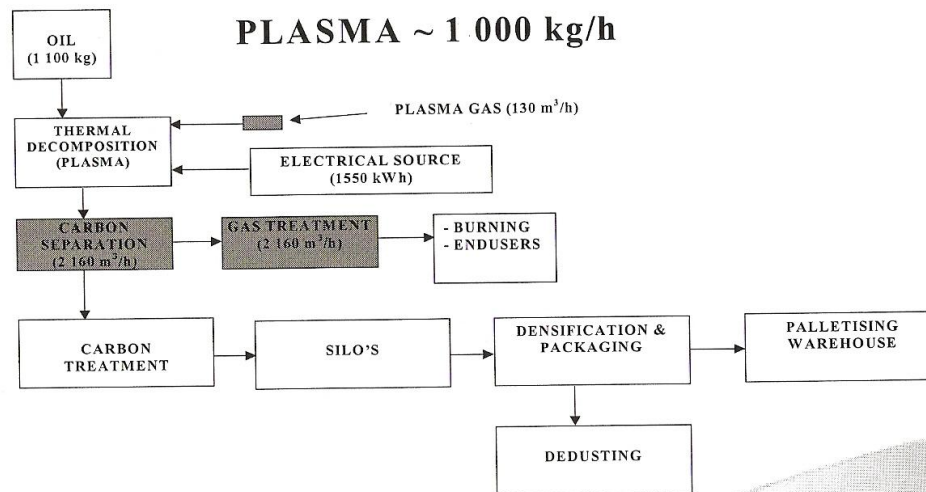 PLASMA ~ 1 000 kg/h
OIL
(1 100 kg)
PLASMA GAS (130 m³/h)
THERMAL
DECOMPOSITION
(PLASMA)
ELECTRICAL SOURCE
(1550 kWh)
CARBON
SEPARATION
(2 160 m³/h)
GAS TREATMENT
(2 160 m³/h)
- BURNING
- ENDUSERS
CARBON
TREATMENT
SILO'S
DENSIFICATION &
PACKAGING
PALLETISING
WAREHOUSE
DEDUSTING